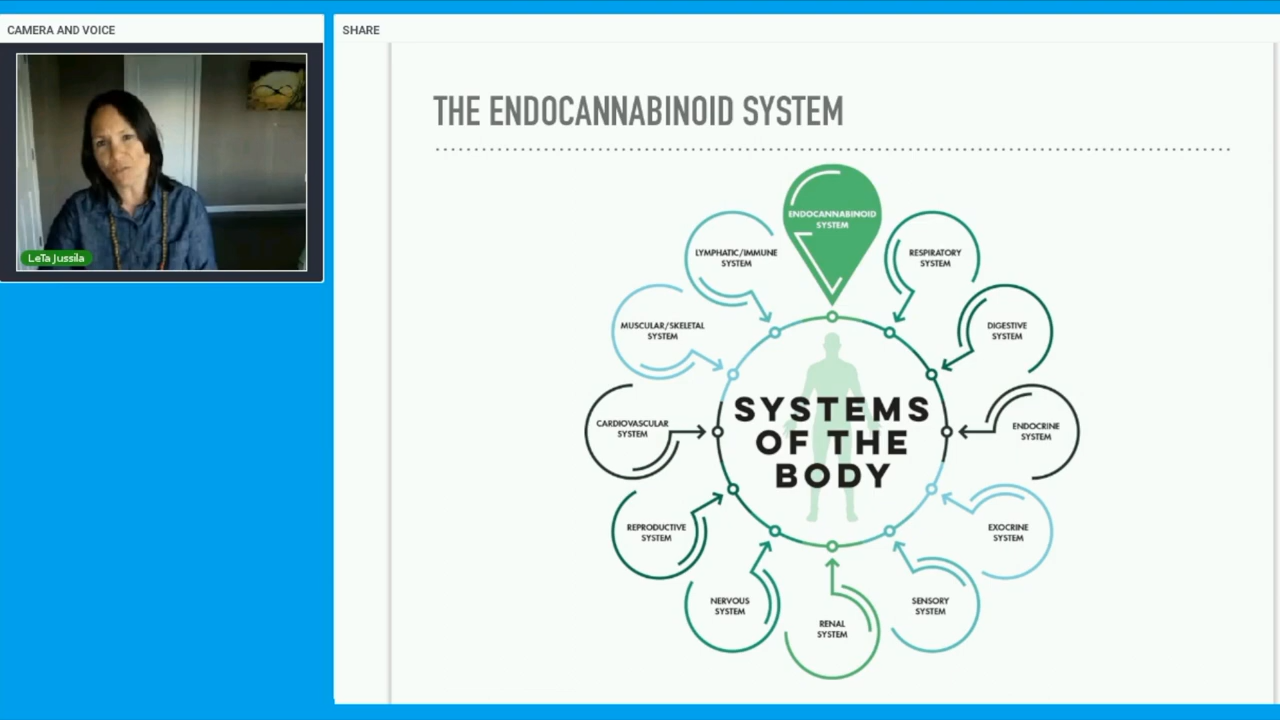 CAMERA AND VOICE
SHARE
LeTa Jussila
THE ENDOCANNABINOID SYSTEM
ENDOCANNABINOID
SYSTEM
RESPIRATORY
SYSTEM
DIGESTIVE
SYSTEM
ENDOCRINE
SYSTEM
EXOCRINE
SYSTEM
SENSORY
SYSTEM
RENAL
SYSTEM
NERVOUS
SYSTEM
REPRODUCTIVE
SYSTEM
CARDIOVASCULAR
SYSTEM
MUSCULAR/SKELETAL
SYSTEM
LYMPHATIC/IMMUNE
SYSTEM
SYSTEMS
OF THE
BODY